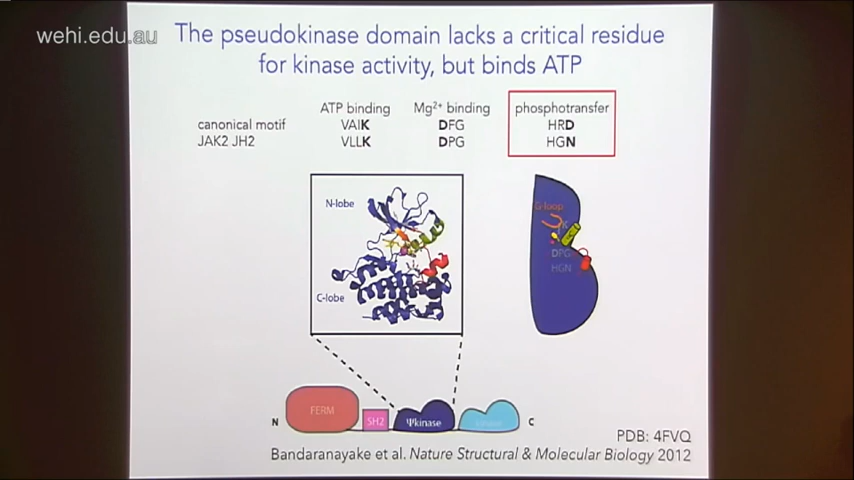 wehi.edu.au
The pseudokinase domain lacks a critical residue
for kinase activity, but binds ATP
ATP binding Mg²⁺ binding phosphotransfer
canonical motif VAIK DFG HRD
JAK2 JH2 VLLK DPG HGN
N-lobe
C-lobe
G-loop
DPG
HGN
FERM
SH2
Ψkinase
N
C
PDB: 4FVQ
Bandaranayake et al. Nature Structural & Molecular Biology 2012